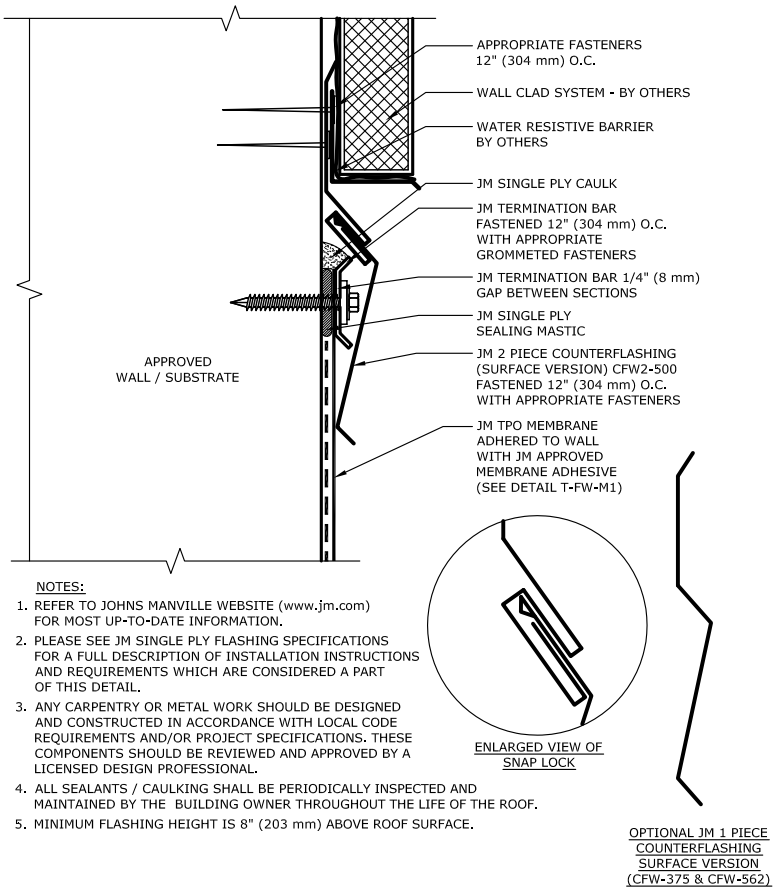 APPROPRIATE FASTENERS
12" (304 mm) O.C.
WALL CLAD SYSTEM - BY OTHERS
WATER RESISTIVE BARRIER
BY OTHERS
JM SINGLE PLY CAULK
JM TERMINATION BAR
FASTENED 12" (304 mm) O.C.
WITH APPROPRIATE
GROMMETED FASTENERS
JM TERMINATION BAR 1/4" (8 mm)
GAP BETWEEN SECTIONS
JM SINGLE PLY
SEALING MASTIC
APPROVED
WALL / SUBSTRATE
JM 2 PIECE COUNTERFLASHING
(SURFACE VERSION) CFW2-500
FASTENED 12" (304 mm) O.C.
WITH APPROPRIATE FASTENERS
JM TPO MEMBRANE
ADHERED TO WALL
WITH JM APPROVED
MEMBRANE ADHESIVE
(SEE DETAIL T-FW-M1)
NOTES:
1. REFER TO JOHNS MANVILLE WEBSITE (www.jm.com)
FOR MOST UP-TO-DATE INFORMATION.
2. PLEASE SEE JM SINGLE PLY FLASHING SPECIFICATIONS
FOR A FULL DESCRIPTION OF INSTALLATION INSTRUCTIONS
AND REQUIREMENTS WHICH ARE CONSIDERED A PART
OF THIS DETAIL.
3. ANY CARPENTRY OR METAL WORK SHOULD BE DESIGNED
AND CONSTRUCTED IN ACCORDANCE WITH LOCAL CODE
REQUIREMENTS AND/OR PROJECT SPECIFICATIONS. THESE
COMPONENTS SHOULD BE REVIEWED AND APPROVED BY A
LICENSED DESIGN PROFESSIONAL.
4. ALL SEALANTS / CAULKING SHALL BE PERIODICALLY INSPECTED AND
MAINTAINED BY THE BUILDING OWNER THROUGHOUT THE LIFE OF THE ROOF.
5. MINIMUM FLASHING HEIGHT IS 8" (203 mm) ABOVE ROOF SURFACE.
ENLARGED VIEW OF
SNAP LOCK
OPTIONAL JM 1 PIECE
COUNTERFLASHING
SURFACE VERSION
(CFW-375 & CFW-562)